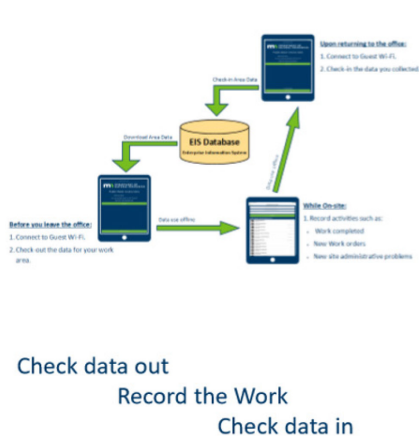 Upon returning to the office:
1. Connect to Guest Wi-Fi.
2. Check-in the data you collected
Check-in Area Data
EIS Database
Enterprise Information System
Download Area Data
Before you leave the office:
1. Connect to Guest Wi-Fi.
2. Check out the data for your work
area.
Data use offline
While On-site:
1. Record activities such as:
Work completed
New Work orders
New site administrative problems
Check data out
Record the Work
Check data in